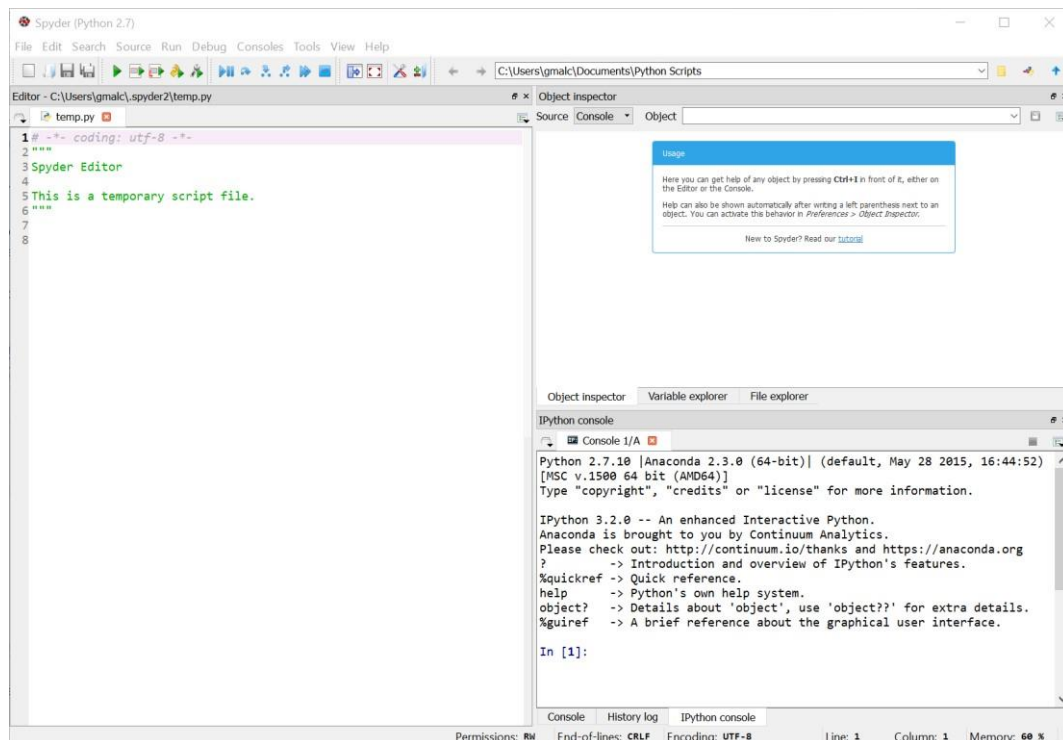 Spyder (Python 2.7)
File Edit Search Source Run Debug Consoles Tools View Help
C:\Users\gmalc\Documents\Python Scripts
Editor - C:\Users\gmalc\.spyder2\temp.py
temp.py
1 # -*- coding: utf-8 -*-
2 """
3 Spyder Editor
4
5 This is a temporary script file.
6 """
7
8
Object inspector
Source Console Object
Usage
Here you can get help of any object by pressing Ctrl+I in front of it, either on
the Editor or the Console.
Help can also be shown automatically after writing a left parenthesis next to an
object. You can activate this behavior in Preferences > Object Inspector.
New to Spyder? Read our tutorial
Object inspector Variable explorer File explorer
IPython console
Console 1/A
Python 2.7.10 |Anaconda 2.3.0 (64-bit)| (default, May 28 2015, 16:44:52)
[MSC v.1500 64 bit (AMD64)]
Type "copyright", "credits" or "license" for more information.
IPython 3.2.0 -- An enhanced Interactive Python.
Anaconda is brought to you by Continuum Analytics.
Please check out: http://continuum.io/thanks and https://anaconda.org
? -> Introduction and overview of IPython's features.
%quickref -> Quick reference.
help -> Python's own help system.
object? -> Details about 'object', use 'object??' for extra details.
%guiref -> A brief reference about the graphical user interface.
In [1]:
Console History log IPython console
Permissions: RW End-of-lines: CRLF Encoding: UTF-8 Line: 1 Column: 1 Memory: 60 %